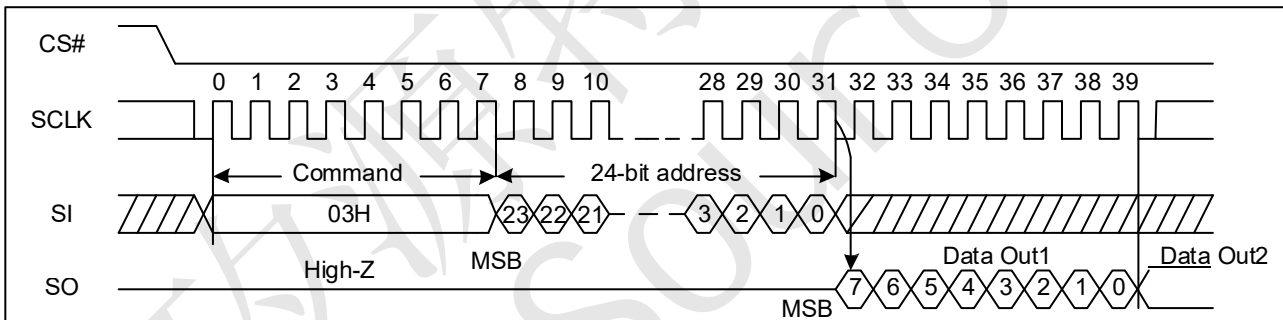 CS#
0 1 2 3 4 5 6 7 8 9 10 28 29 30 31 32 33 34 35 36 37 38 39
SCLK
Command 24-bit address
SI 03H 23 22 21 3 2 1 0
High-Z MSB Data Out1 Data Out2
SO 7 6 5 4 3 2 1 0
MSB